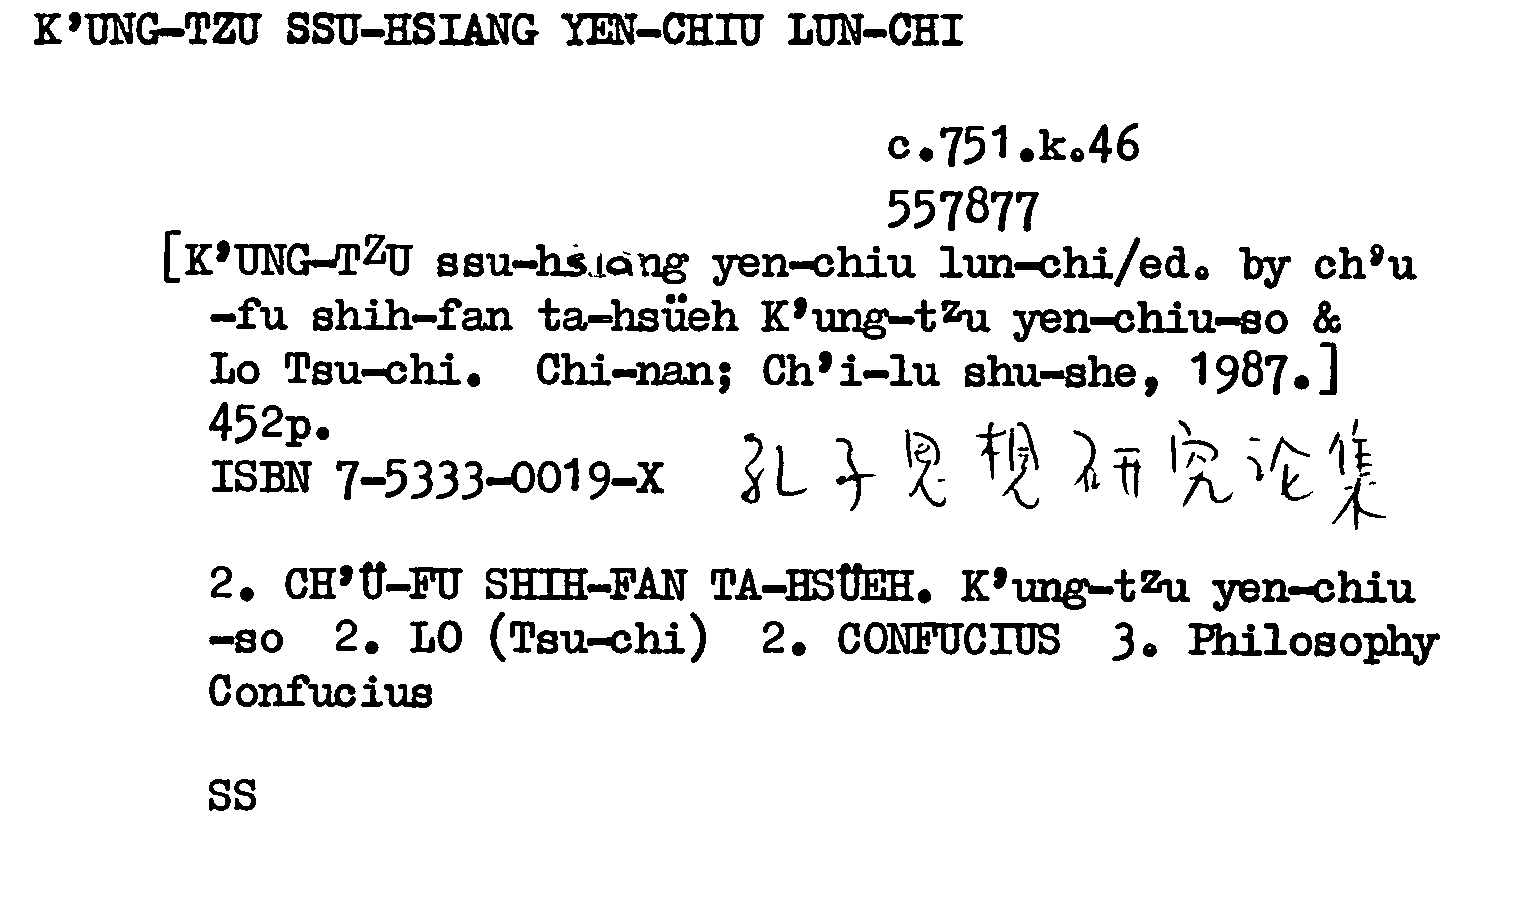 K'UNG-TZU SSU-HSIANG YEN-CHIU LUN-CHI
c.751.k.46
557877
[K'UNG-TZU ssu-hsiang yen-chiu lun-chi/ed. by ch'u
-fu shih-fan ta-hsüeh K'ung-tzu yen-chiu-so &
Lo Tsu-chi. Chi-nan; Ch'i-lu shu-she, 1987.]
452p.
ISBN 7-5333-0019-X 孔子思想研究论集
2. CH'Ü-FU SHIH-FAN TA-HSÜEH. K'ung-tzu yen-chiu
-so 2. LO (Tsu-chi) 2. CONFUCIUS 3. Philosophy
Confucius
SS